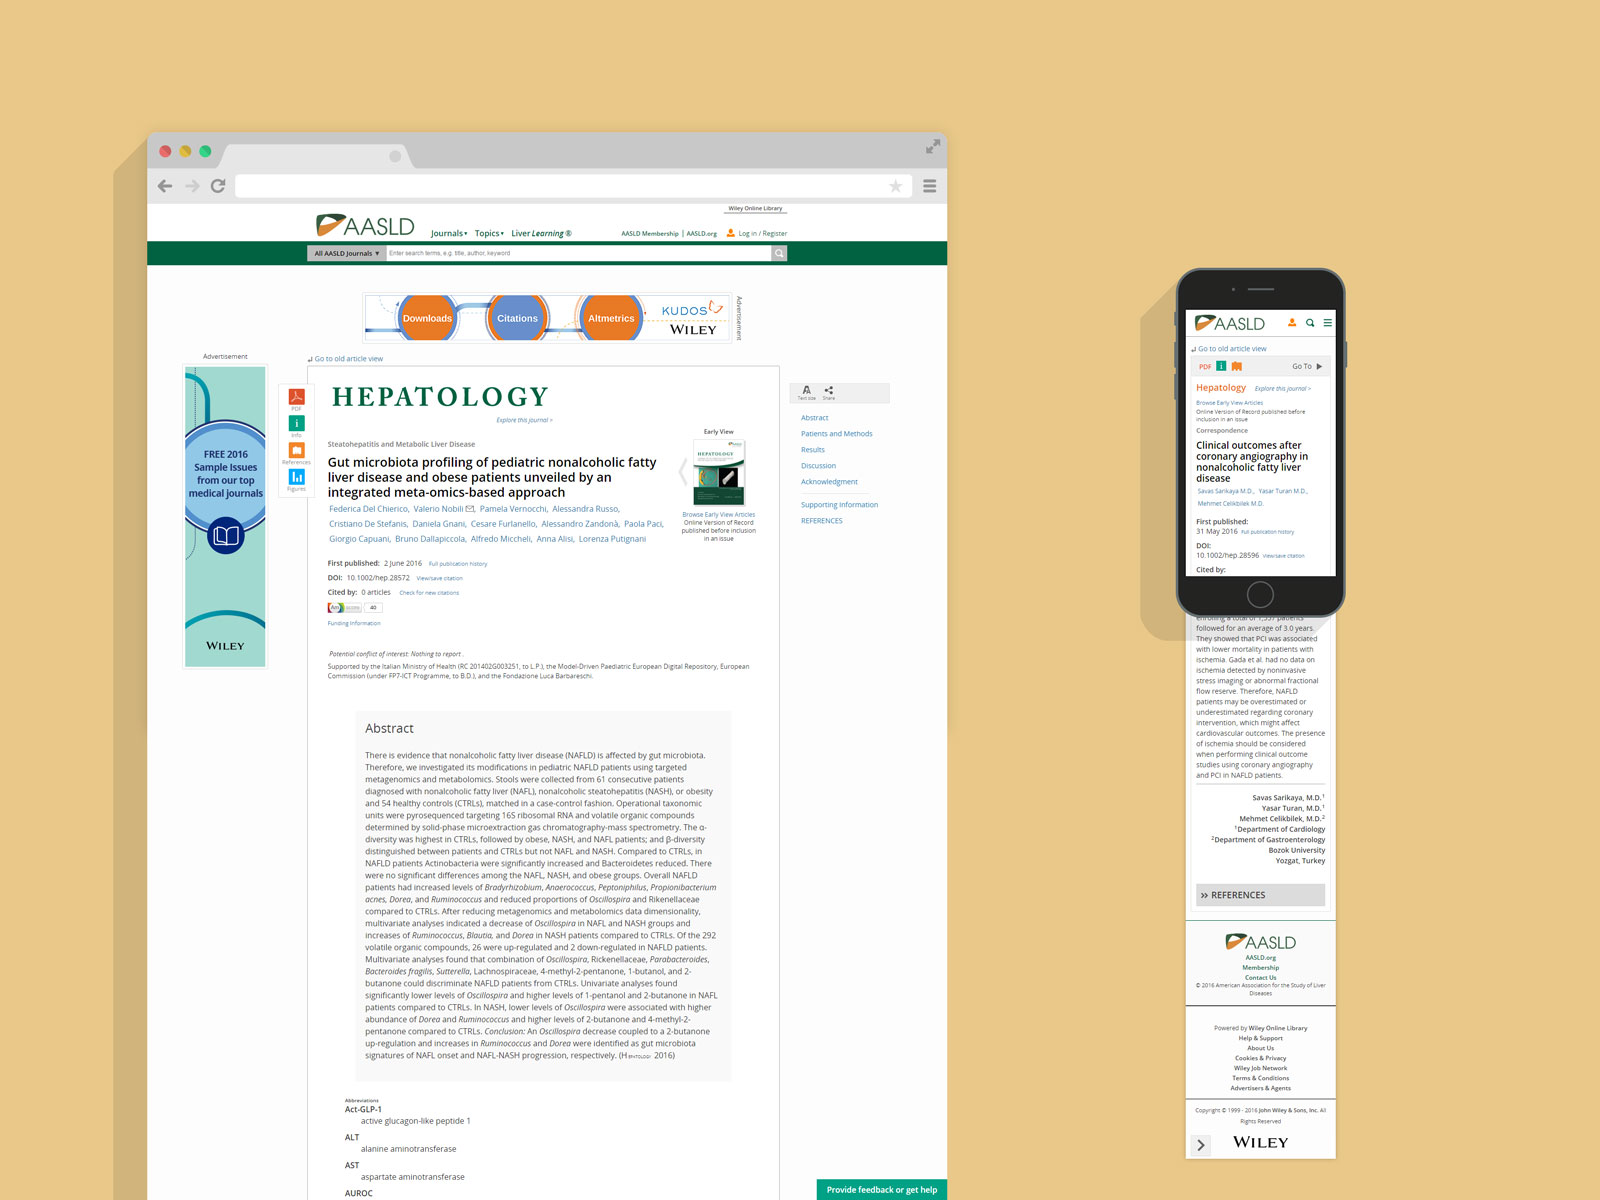 Wiley Online Library
AASLD
Journals▾ Topics▾ Liver Learning ®
AASLD Membership | AASLD.org Log in / Register
All AASLD Journals ▾ Enter search terms, e.g. title, author, keyword
Downloads Citations Altmetrics KUDOS
WILEY
Advertisement
Advertisement
FREE 2016
Sample Issues
from our top
medical journals
WILEY
Go to old article view
PDF
Info
References
Figures
HEPATOLOGY
Explore this journal >
Steatohepatitis and Metabolic Liver Disease
Gut microbiota profiling of pediatric nonalcoholic fatty
liver disease and obese patients unveiled by an
integrated meta-omics-based approach
Federica Del Chierico, Valerio Nobili, Pamela Vernocchi, Alessandra Russo,
Cristiano De Stefanis, Daniela Gnani, Cesare Furlanello, Alessandro Zandonà, Paola Paci,
Giorgio Capuani, Bruno Dallapiccola, Alfredo Miccheli, Anna Alisi, Lorenza Putignani
First published: 2 June 2016 Full publication history
DOI: 10.1002/hep.28572 View/save citation
Cited by: 0 articles Check for new citations
Am score 40
Funding Information
Early View
HEPATOLOGY
Browse Early View Articles
Online Version of Record
published before inclusion
in an issue
Potential conflict of interest: Nothing to report .
Supported by the Italian Ministry of Health (RC 201402G003251, to L.P.), the Model-Driven Paediatric European Digital Repository, European
Commission (under FP7-ICT Programme, to B.D.), and the Fondazione Luca Barbareschi.
Abstract
There is evidence that nonalcoholic fatty liver disease (NAFLD) is affected by gut microbiota.
Therefore, we investigated its modifications in pediatric NAFLD patients using targeted
metagenomics and metabolomics. Stools were collected from 61 consecutive patients
diagnosed with nonalcoholic fatty liver (NAFL), nonalcoholic steatohepatitis (NASH), or obesity
and 54 healthy controls (CTRLs), matched in a case-control fashion. Operational taxonomic
units were pyrosequenced targeting 16S ribosomal RNA and volatile organic compounds
determined by solid-phase microextraction gas chromatography-mass spectrometry. The α-
diversity was highest in CTRLs, followed by obese, NASH, and NAFL patients; and β-diversity
distinguished between patients and CTRLs but not NAFL and NASH. Compared to CTRLs, in
NAFLD patients Actinobacteria were significantly increased and Bacteroidetes reduced. There
were no significant differences among the NAFL, NASH, and obese groups. Overall NAFLD
patients had increased levels of Bradyrhizobium, Anaerococcus, Peptoniphilus, Propionibacterium
acnes, Dorea, and Ruminococcus and reduced proportions of Oscillospira and Rikenellaceae
compared to CTRLs. After reducing metagenomics and metabolomics data dimensionality,
multivariate analyses indicated a decrease of Oscillospira in NAFL and NASH groups and
increases of Ruminococcus, Blautia, and Dorea in NASH patients compared to CTRLs. Of the 292
volatile organic compounds, 26 were up-regulated and 2 down-regulated in NAFLD patients.
Multivariate analyses found that combination of Oscillospira, Rickenellaceae, Parabacteroides,
Bacteroides fragilis, Sutterella, Lachnospiraceae, 4-methyl-2-pentanone, 1-butanol, and 2-
butanone could discriminate NAFLD patients from CTRLs. Univariate analyses found
significantly lower levels of Oscillospira and higher levels of 1-pentanol and 2-butanone in NAFL
patients compared to CTRLs. In NASH, lower levels of Oscillospira were associated with higher
abundance of Dorea and Ruminococcus and higher levels of 2-butanone and 4-methyl-2-
pentanone compared to CTRLs. Conclusion: An Oscillospira decrease coupled to a 2-butanone
up-regulation and increases in Ruminococcus and Dorea were identified as gut microbiota
signatures of NAFL onset and NAFL-NASH progression, respectively. (HEPATOLOGY 2016)
Abbreviations
Act-GLP-1
active glucagon-like peptide 1
ALT
alanine aminotransferase
AST
aspartate aminotransferase
AUROC
Text size Share
Abstract
Patients and Methods
Results
Discussion
Acknowledgment
Supporting Information
REFERENCES
Provide feedback or get help
AASLD
Go to old article view
PDF Go To ▶
Hepatology Explore this journal >
Browse Early View Articles
Online Version of Record published before
inclusion in an issue
Correspondence
Clinical outcomes after
coronary angiography in
nonalcoholic fatty liver
disease
Savas Sarikaya M.D., Yasar Turan M.D.,
Mehmet Celikbilek M.D.
First published:
31 May 2016 Full publication history
DOI:
10.1002/hep.28596 View/save citation
Cited by:
enrolling a total of 1,557 patients
followed for an average of 3.0 years.
They showed that PCI was associated
with lower mortality in patients with
ischemia. Gada et al. had no data on
ischemia detected by noninvasive
stress imaging or abnormal fractional
flow reserve. Therefore, NAFLD
patients may be overestimated or
underestimated regarding coronary
intervention, which might affect
cardiovascular outcomes. The presence
of ischemia should be considered
when performing clinical outcome
studies using coronary angiography
and PCI in NAFLD patients.
Savas Sarikaya, M.D.1
Yasar Turan, M.D.1
Mehmet Celikbilek, M.D.2
1Department of Cardiology
2Department of Gastroenterology
Bozok University
Yozgat, Turkey
>> REFERENCES
AASLD
AASLD.org
Membership
Contact Us
© 2016 American Association for the Study of Liver
Diseases
Powered by Wiley Online Library
Help & Support
About Us
Cookies & Privacy
Wiley Job Network
Terms & Conditions
Advertisers & Agents
Copyright © 1999 - 2016 John Wiley & Sons, Inc. All
Rights Reserved
WILEY